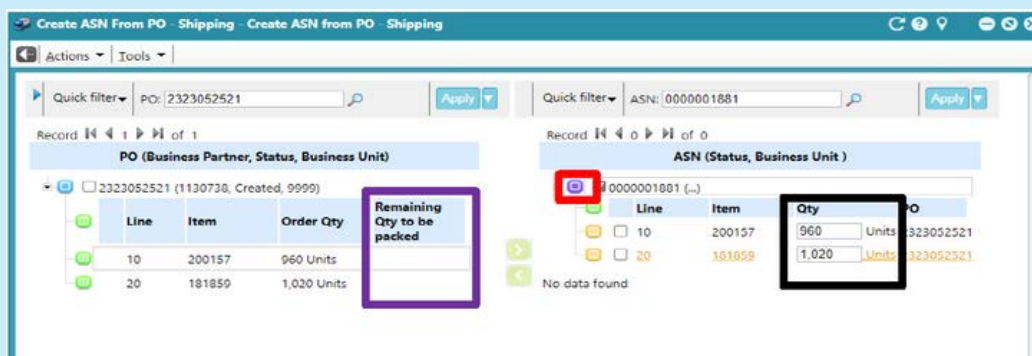 Create ASN From PO - Shipping - Create ASN from PO - Shipping
Actions Tools
Quick filter PO: 2323052521 Apply
Quick filter ASN: 0000001881 Apply
Record 1 of 1
Record 0 of 0
PO (Business Partner, Status, Business Unit)
ASN (Status, Business Unit )
2323052521 (1130738, Created, 9999)
Line Item Order Qty Remaining Qty to be packed
10 200157 960 Units
20 181859 1,020 Units
0000001881 (...)
Line Item Qty PO
10 200157 960 Units 2323052521
20 181859 1,020 Units 2323052521
No data found